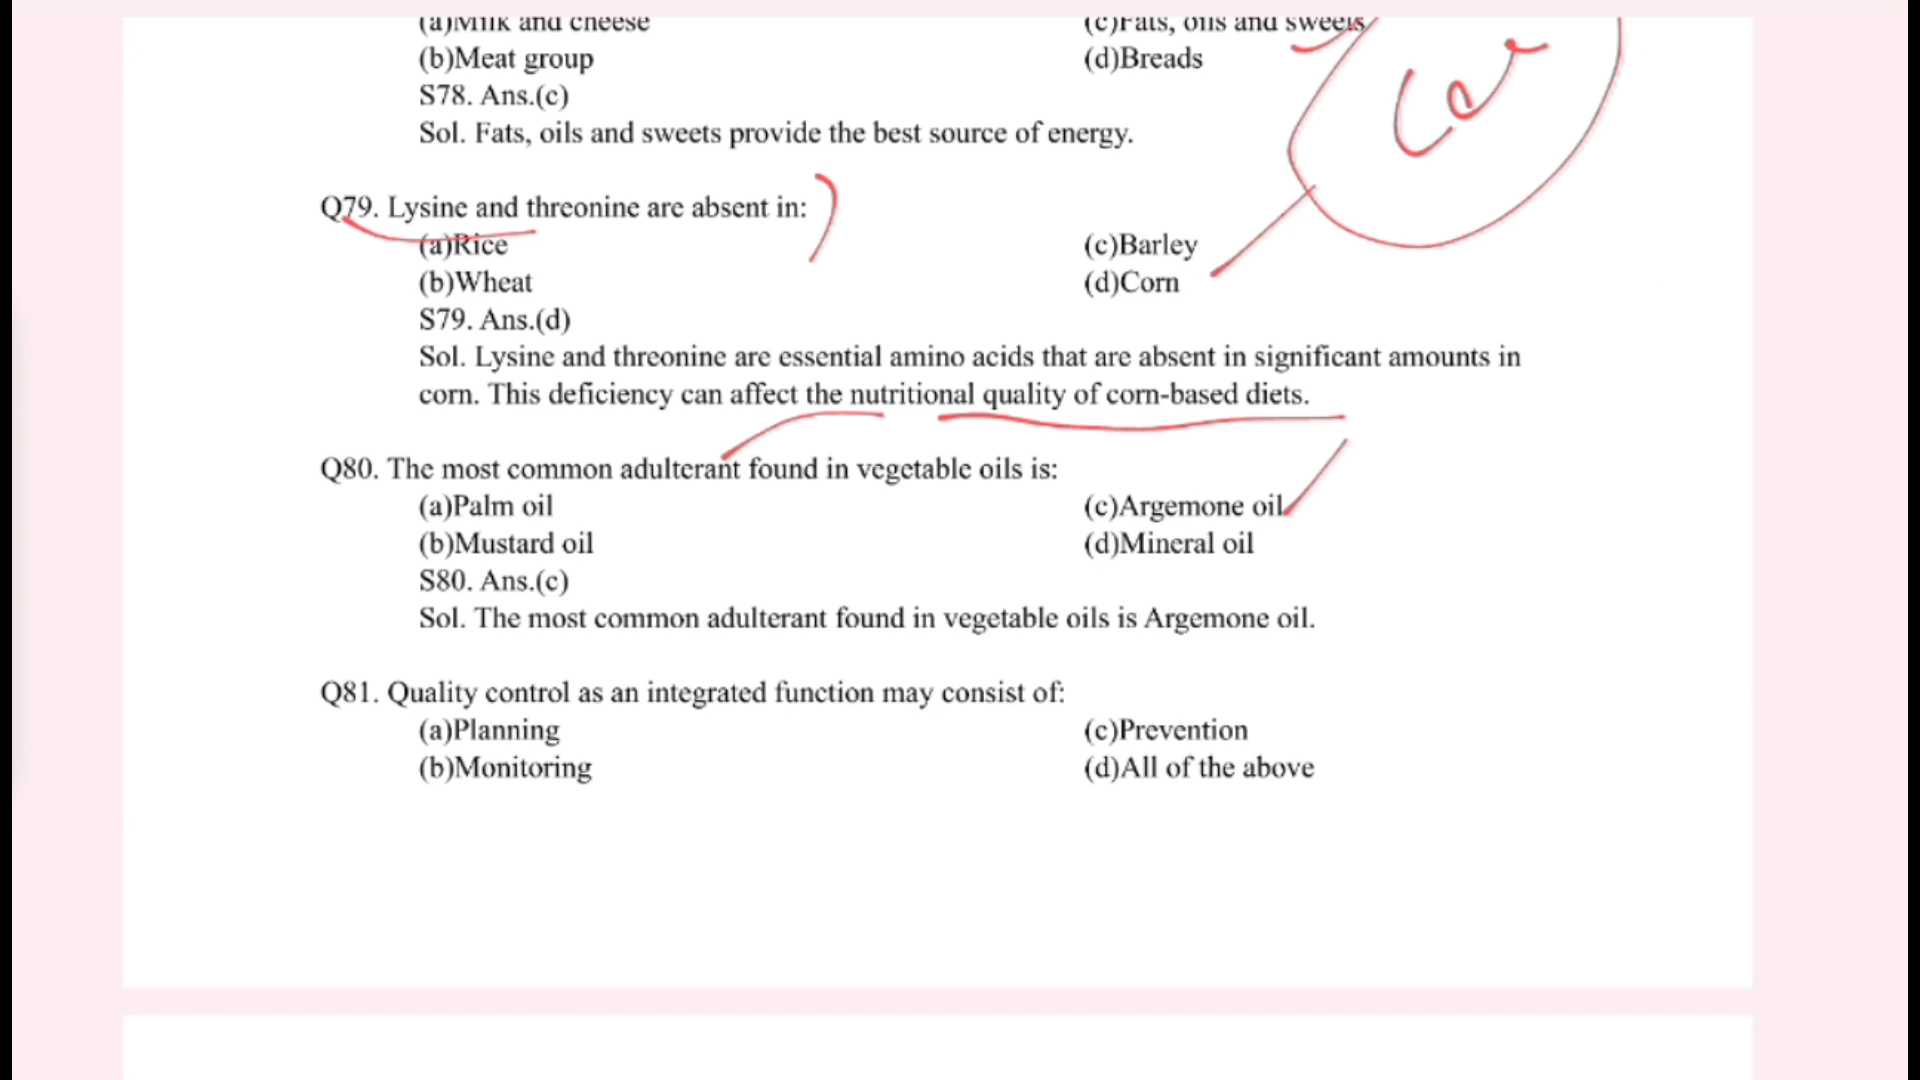 (a)Milk and cheese
(c)Fats, oils and sweets
(b)Meat group
(d)Breads
S78. Ans.(c)
Sol. Fats, oils and sweets provide the best source of energy.
Q79. Lysine and threonine are absent in:
(a)Rice
(c)Barley
(b)Wheat
(d)Corn
S79. Ans.(d)
Sol. Lysine and threonine are essential amino acids that are absent in significant amounts in
corn. This deficiency can affect the nutritional quality of corn-based diets.
Q80. The most common adulterant found in vegetable oils is:
(a)Palm oil
(c)Argemone oil
(b)Mustard oil
(d)Mineral oil
S80. Ans.(c)
Sol. The most common adulterant found in vegetable oils is Argemone oil.
Q81. Quality control as an integrated function may consist of:
(a)Planning
(c)Prevention
(b)Monitoring
(d)All of the above